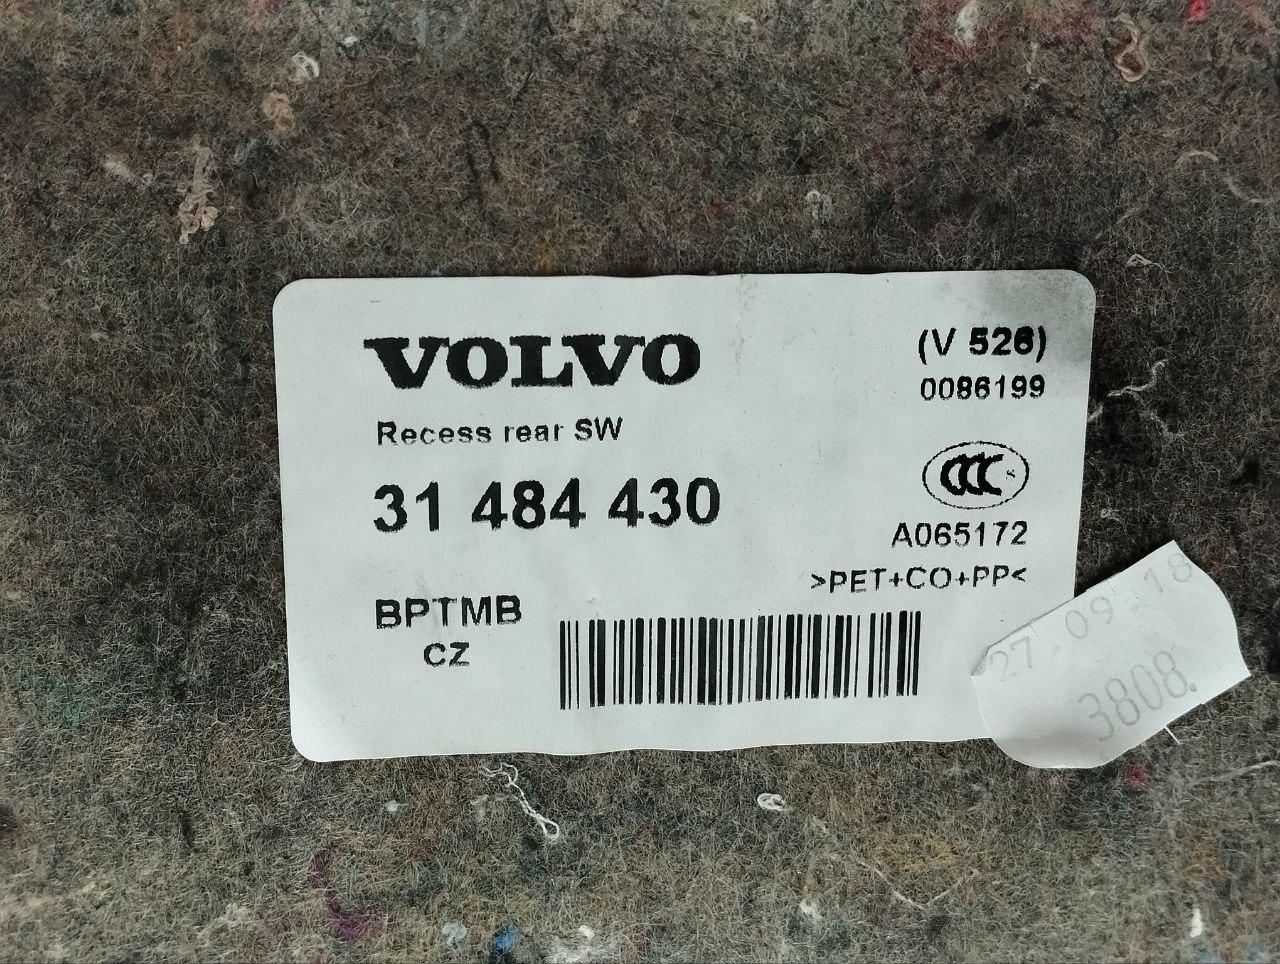 VOLVO
(V 526)
0086199
Recess rear SW
31 484 430
CCC S
A065172
>PET+CO+PP<
BPTMB
CZ
27.09.18
3808.